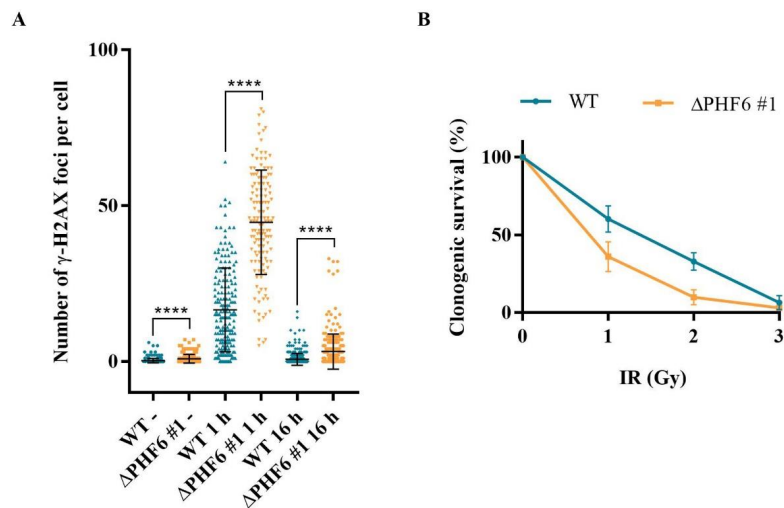 A
Number of γ-H2AX foci per cell
100
50
0
****
****
****
WT -
ΔPHF6 #1 -
WT 1 h
ΔPHF6 #1 1 h
WT 16 h
ΔPHF6 #1 16 h
B
WT
ΔPHF6 #1
Clonogenic survival (%)
100
50
0
0
1
2
3
IR (Gy)